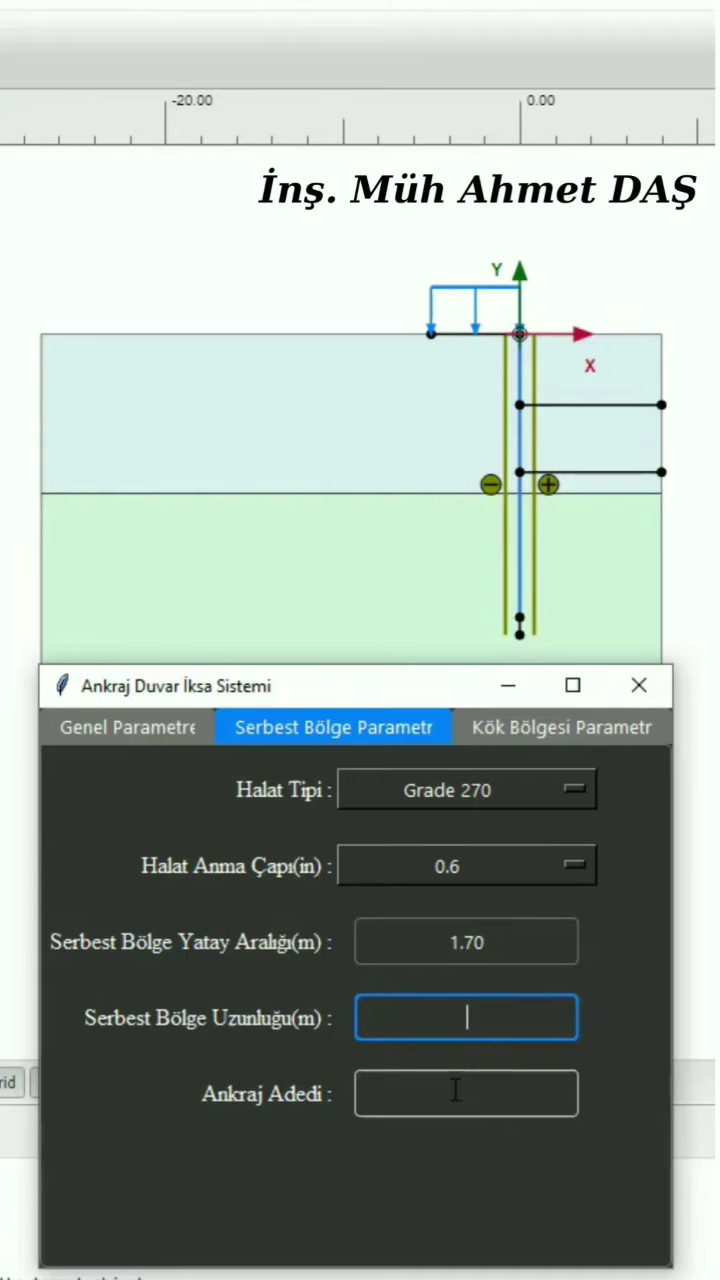 -20.00 0.00
İnş. Müh Ahmet DAŞ
Y
X
Ankraj Duvar İksa Sistemi
Genel Parametre Serbest Bölge Parametr Kök Bölgesi Parametr
Halat Tipi : Grade 270
Halat Anma Çapı(in) : 0.6
Serbest Bölge Yatay Aralığı(m) : 1.70
Serbest Bölge Uzunluğu(m) :
rid
Ankraj Adedi :